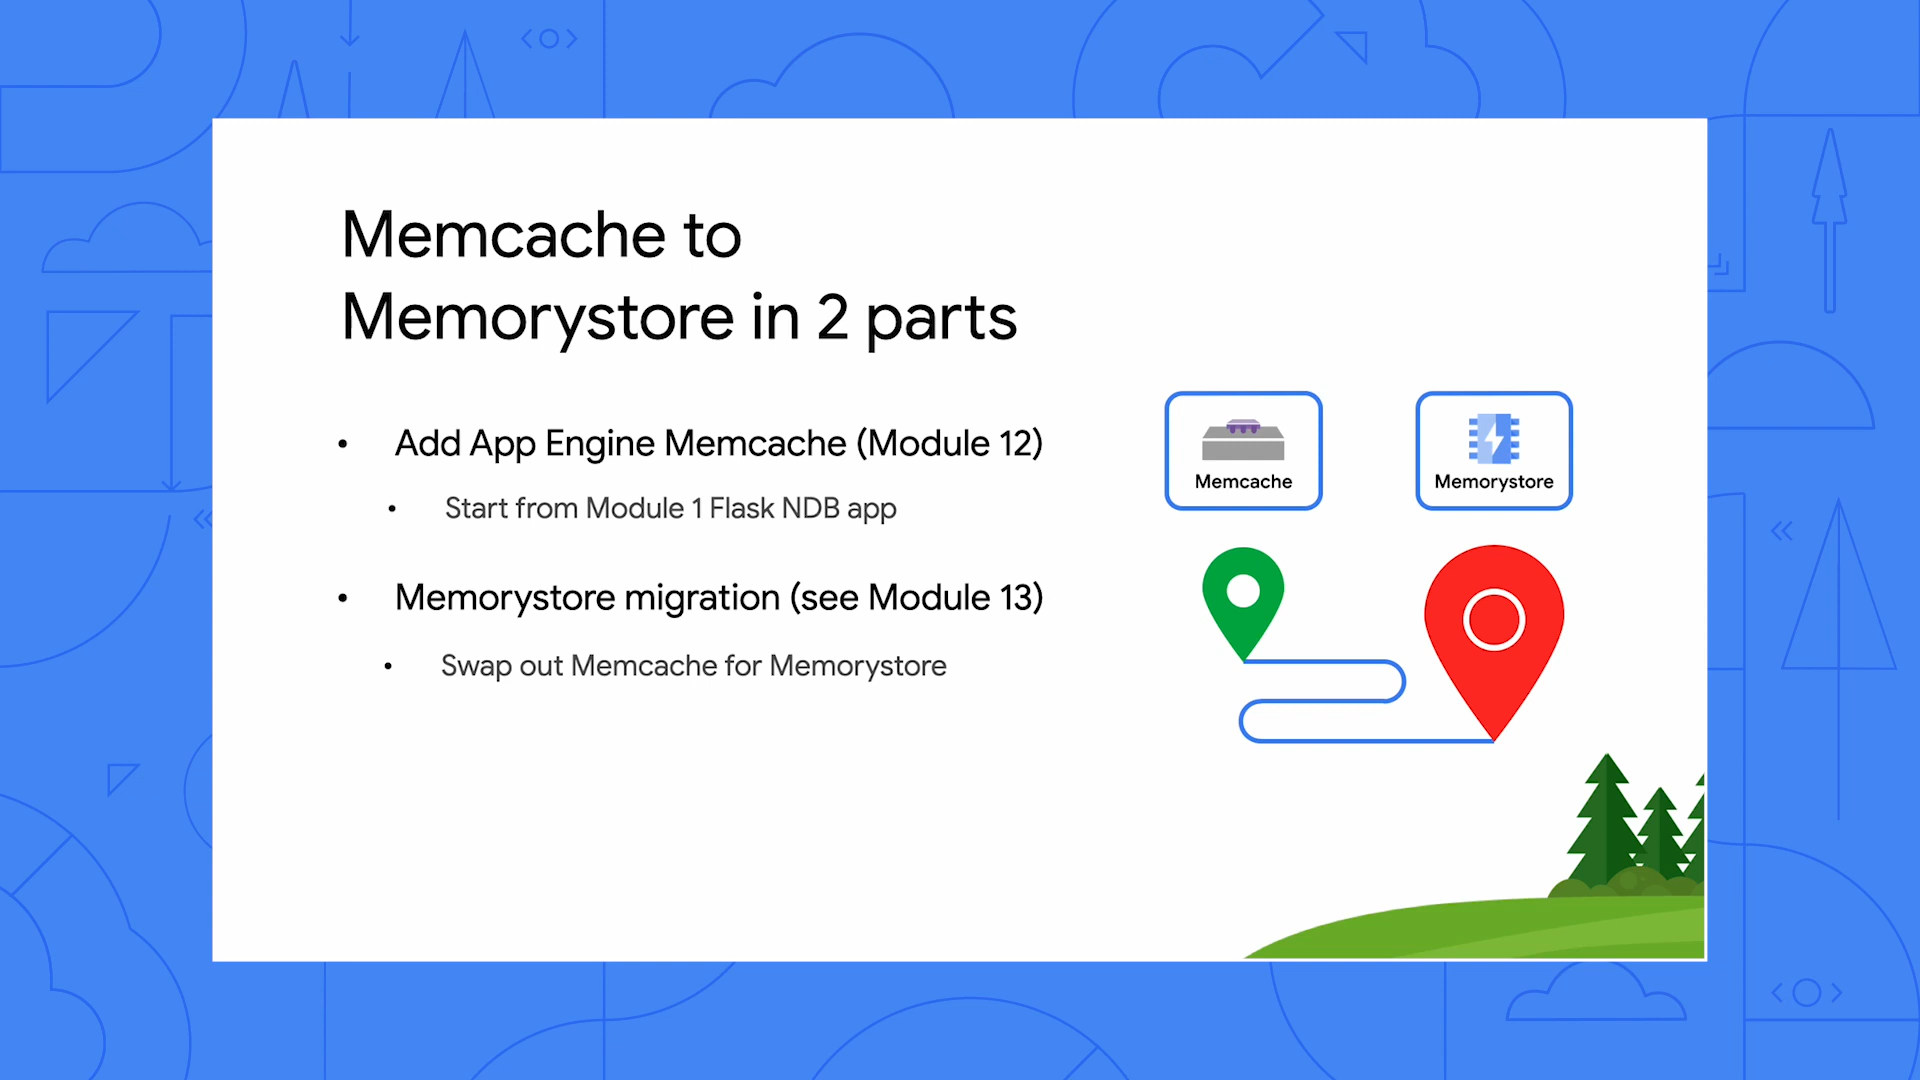 Memcache to
Memorystore in 2 parts
• Add App Engine Memcache (Module 12)
• Start from Module 1 Flask NDB app
• Memorystore migration (see Module 13)
• Swap out Memcache for Memorystore
Memcache
Memorystore